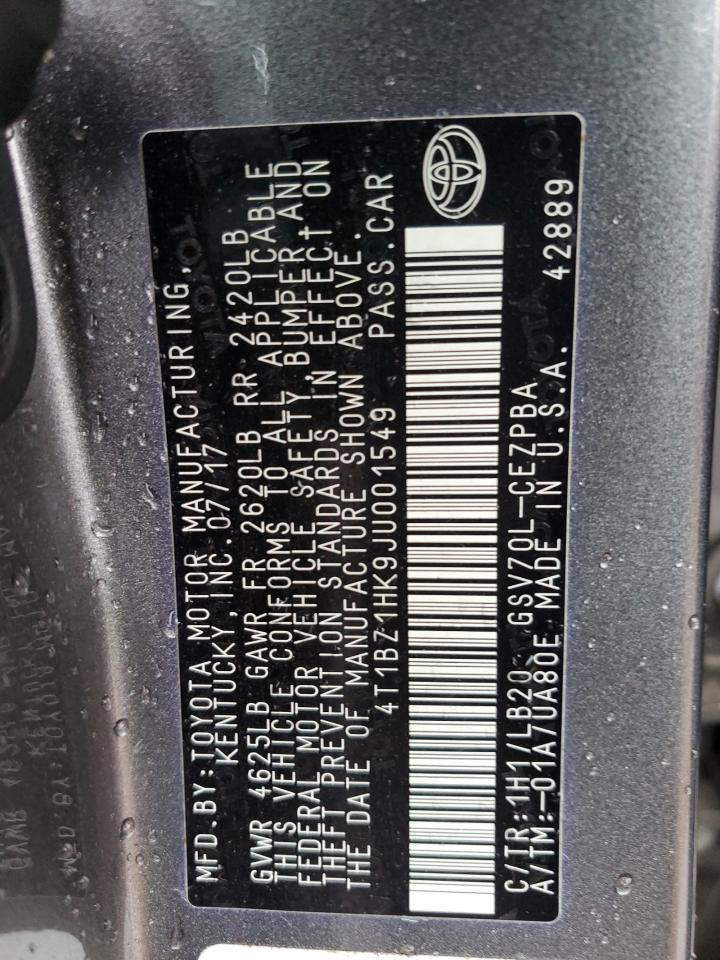 MFD.BY:TOYOTA MOTOR MANUFACTURING,
KENTUCKY,INC.07/17
GVWR 4625LB GAWR FR 2620LB RR 2420LB
THIS VEHICLE CONFORMS TO ALL APPLICABLE
FEDERAL MOTOR VEHICLE SAFETY,BUMPER,AND
THEFT PREVENTION STANDARDS IN EFFECT ON
THE DATE OF MANUFACTURE SHOWN ABOVE.
4T1BZ1HK9JU001549 PASS.CAR
C/TR:1H1/LB20 GSV70L-CEZPBA
A/TM:-01A/UA80E MADE IN U.S.A. 42889